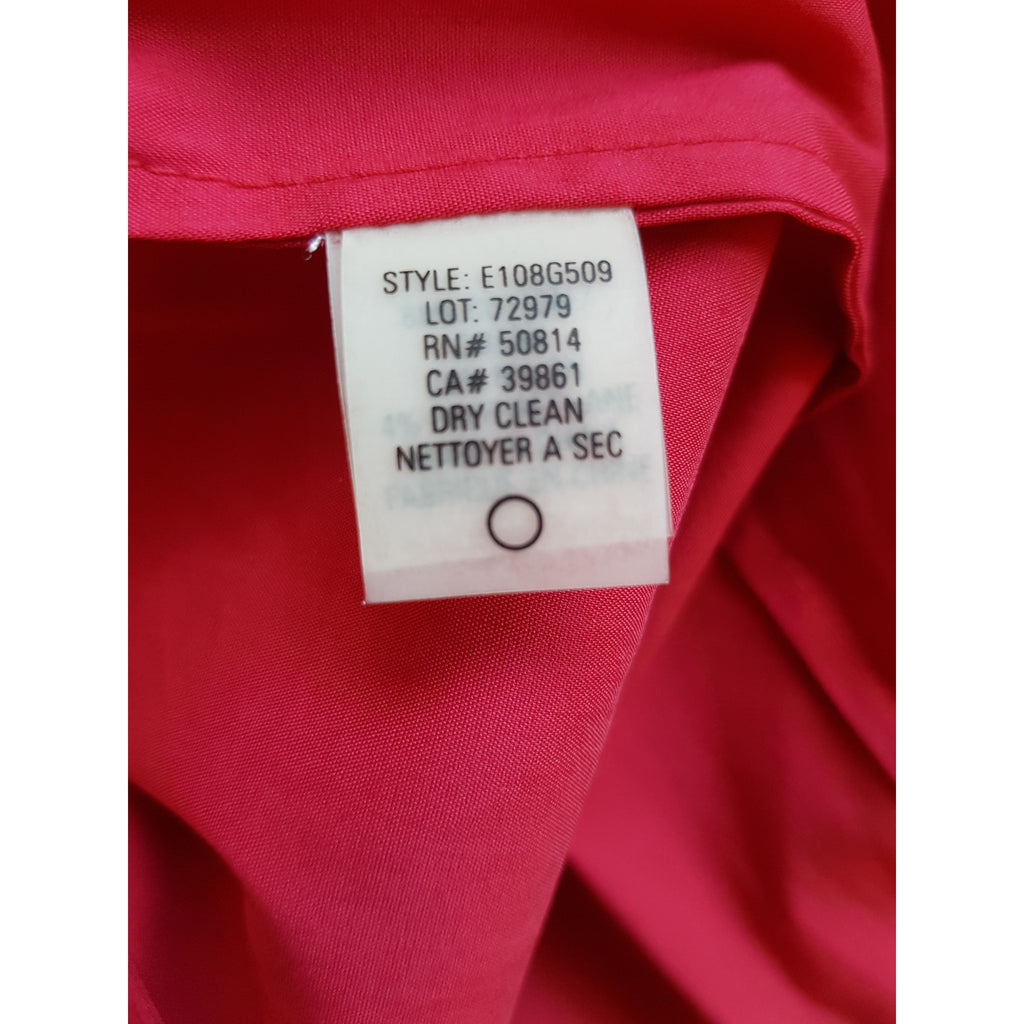 STYLE: E108G509
LOT: 72979
RN# 50814
CA# 39861
DRY CLEAN
NETTOYER A SEC